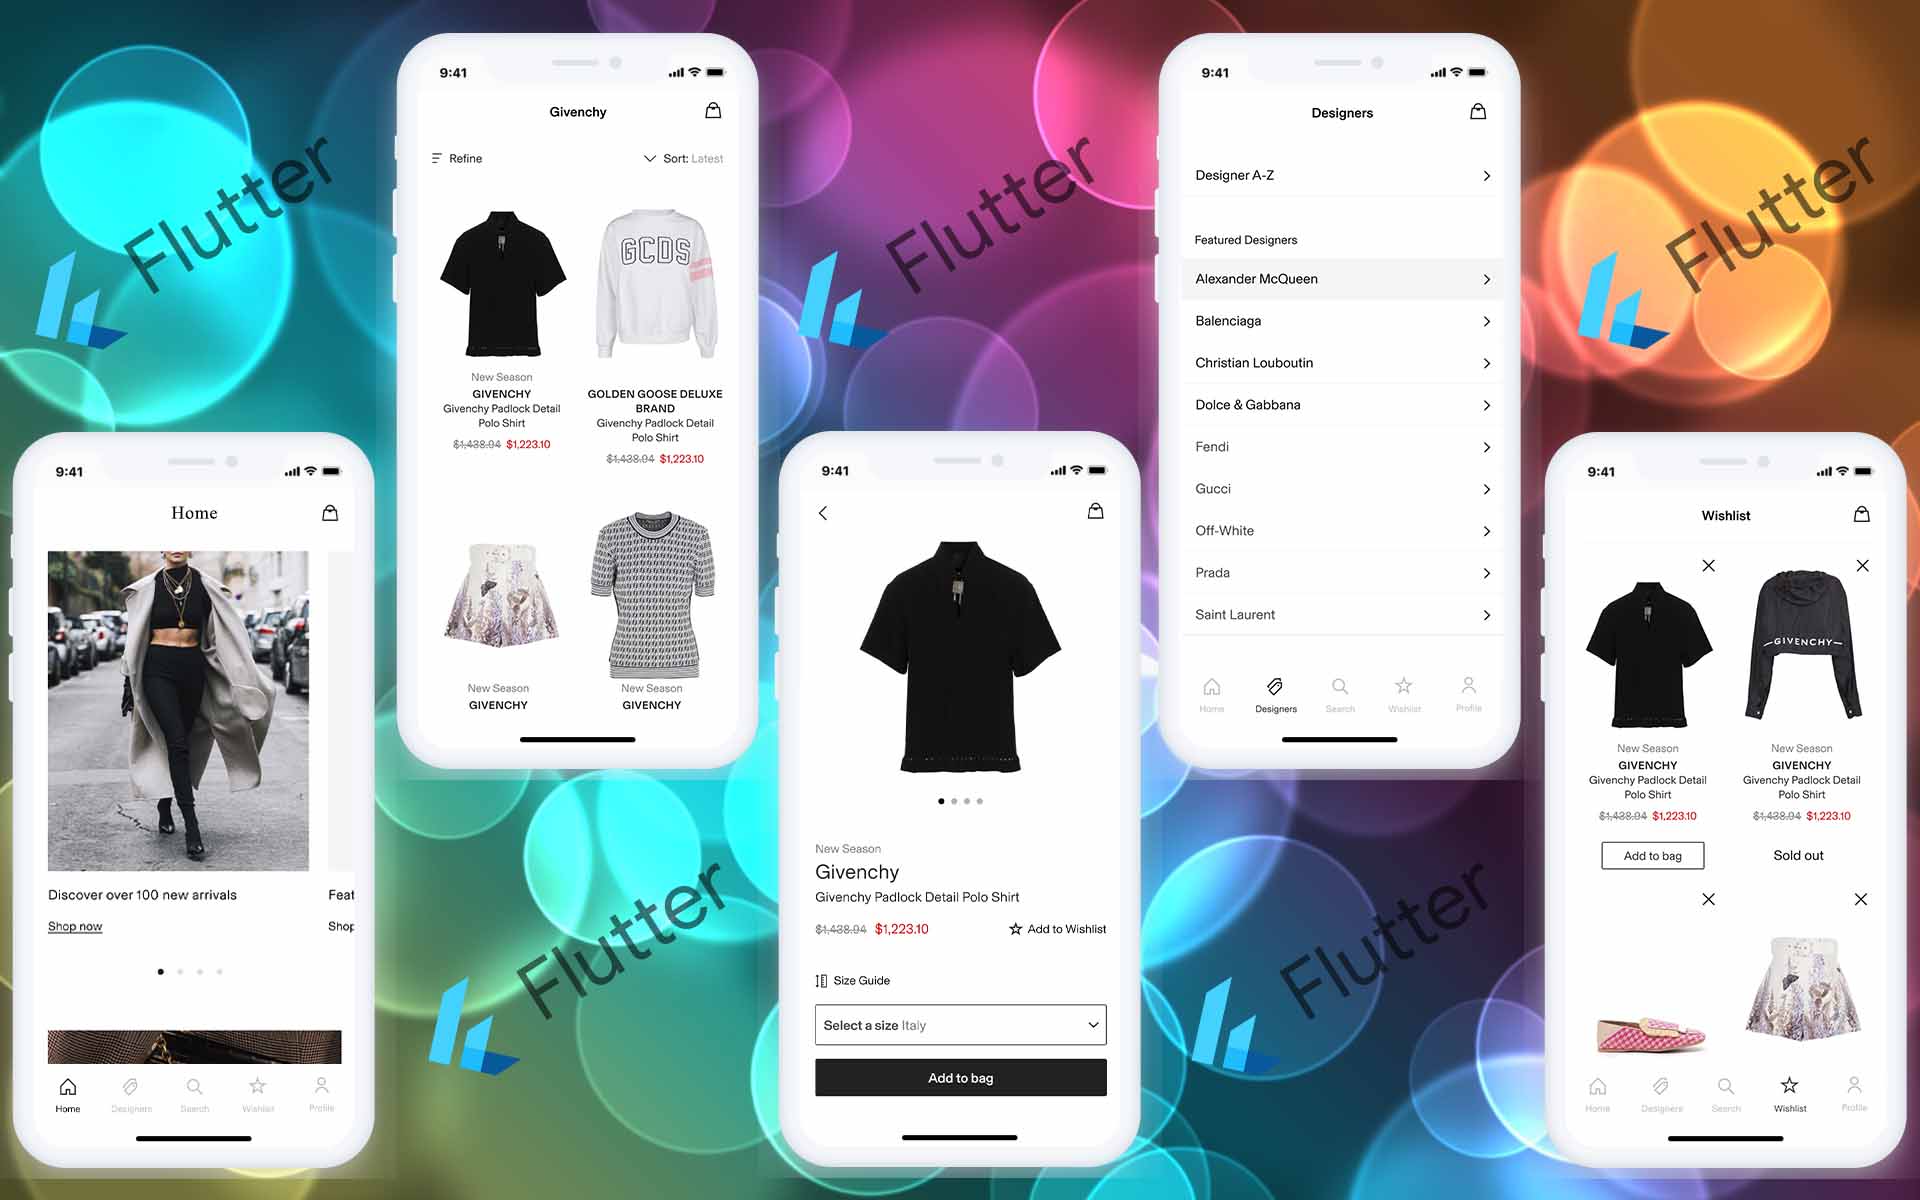 9:41
Home
Discover over 100 new arrivals
Feat
Shop now
Shop
Home
Designers
Search
Wishlist
Profile
9:41
Givenchy
Refine
Sort: Latest
GCDS
New Season
GIVENCHY
Givenchy Padlock Detail
Polo Shirt
$1,438.94 $1,223.10
GOLDEN GOOSE DELUXE
BRAND
Givenchy Padlock Detail
Polo Shirt
$1,438.94 $1,223.10
New Season
GIVENCHY
New Season
GIVENCHY
9:41
New Season
Givenchy
Givenchy Padlock Detail Polo Shirt
$1,438.94 $1,223.10
Add to Wishlist
Size Guide
Select a size Italy
Add to bag
9:41
Designers
Designer A-Z
Featured Designers
Alexander McQueen
Balenciaga
Christian Louboutin
Dolce & Gabbana
Fendi
Gucci
Off-White
Prada
Saint Laurent
Home
Designers
Search
Wishlist
Profile
9:41
Wishlist
New Season
GIVENCHY
Givenchy Padlock Detail
Polo Shirt
$1,438.94 $1,223.10
Add to bag
GIVENCHY
New Season
GIVENCHY
Givenchy Padlock Detail
Polo Shirt
$1,438.94 $1,223.10
Sold out
Home
Designers
Search
Wishlist
Profile
Flutter
Flutter
Flutter
Flutter
Flutter